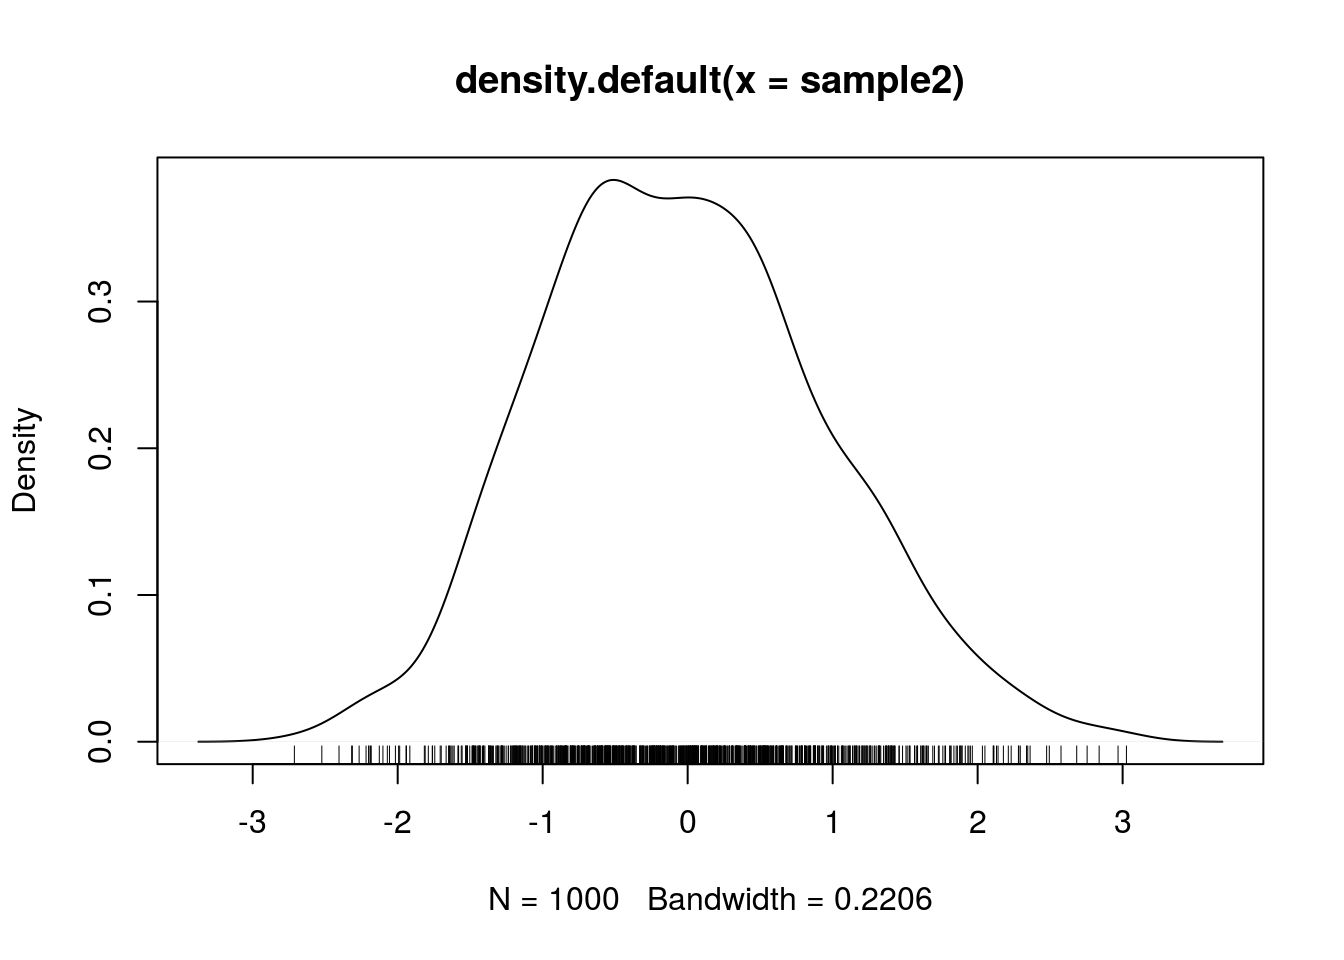 density.default(x = sample2)
Density
0.3
0.2
0.1
0.0
-3 -2 -1 0 1 2 3
N = 1000 Bandwidth = 0.2206